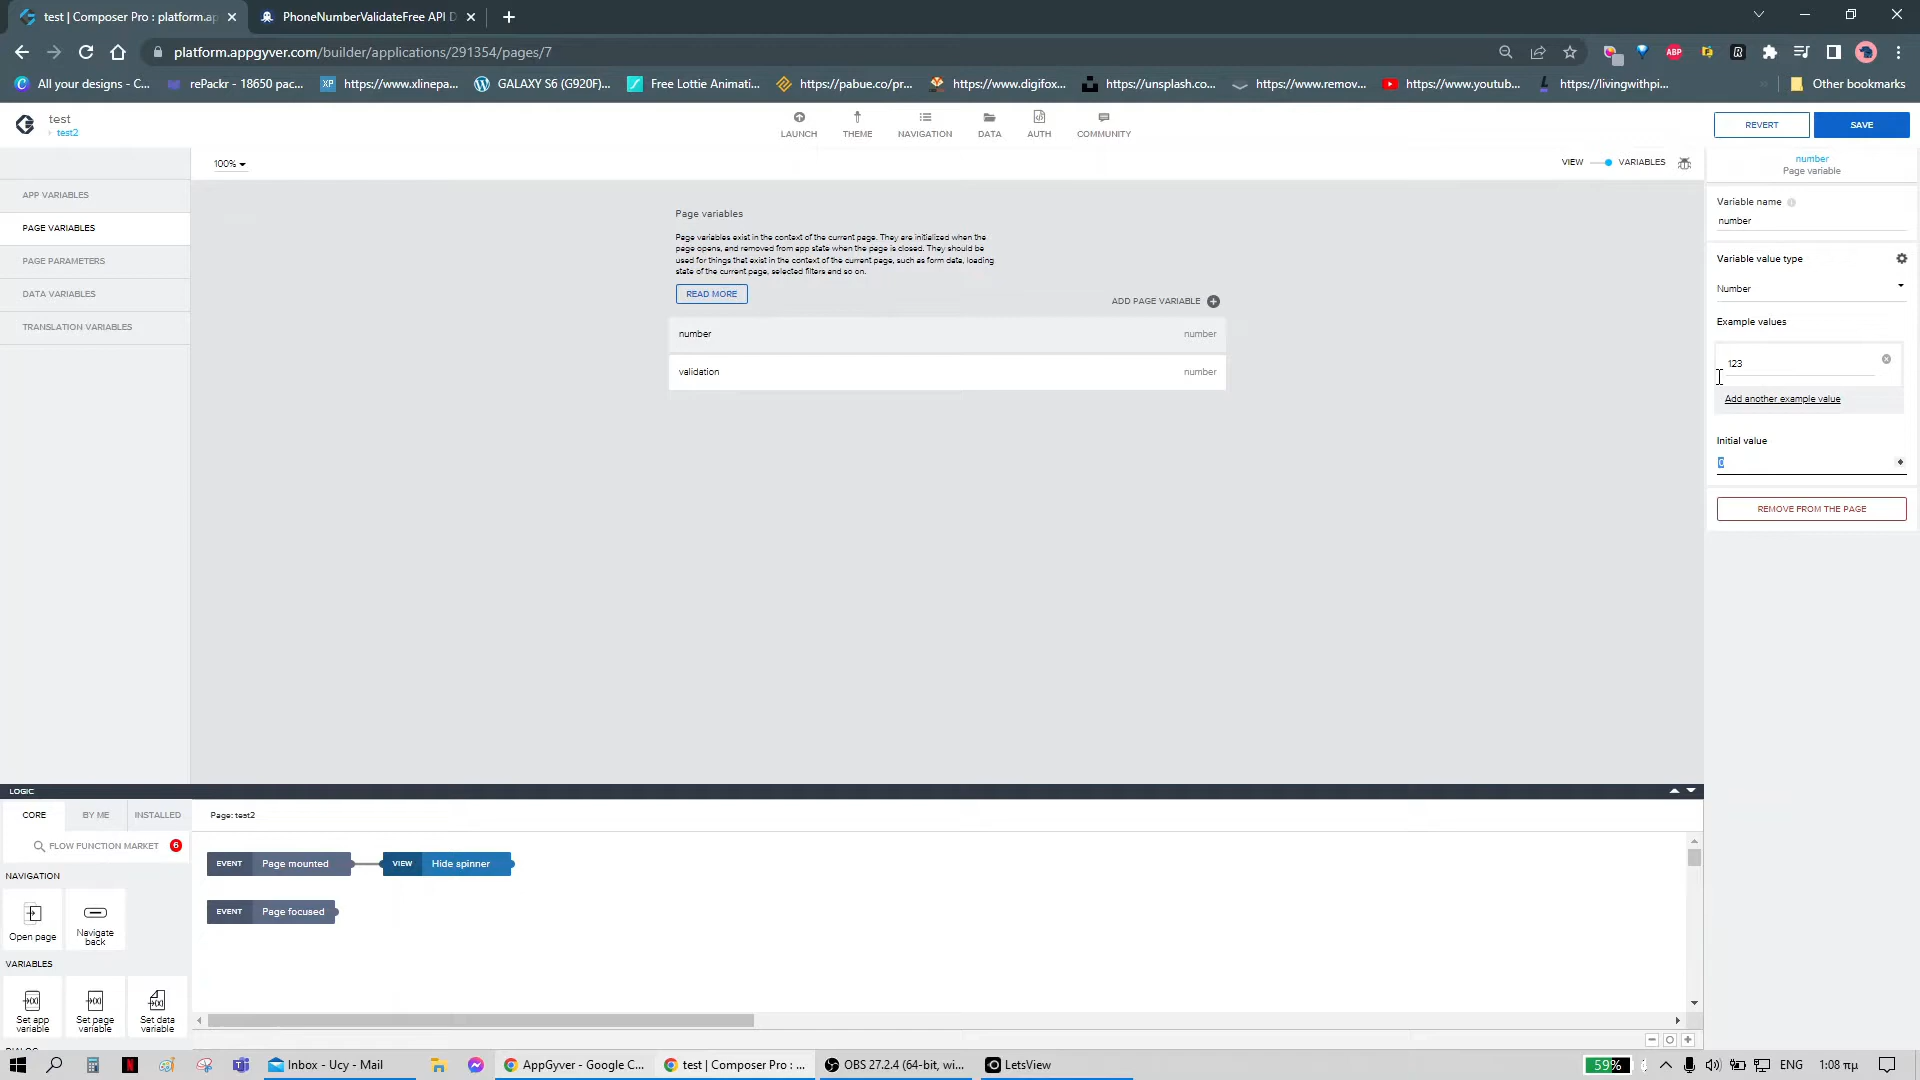 test | Composer Pro : platform.ap
PhoneNumberValidateFree API D
platform.appgyver.com/builder/applications/291354/pages/7
All your designs - C...
rePackr - 18650 pac...
https://www.xlinepa...
GALAXY S6 (G920F)...
Free Lottie Animati...
https://pabue.co/pr...
https://www.digifox...
https://unsplash.co...
https://www.remov...
https://www.youtub...
https://livingwithpi...
Other bookmarks
test
test2
LAUNCH
THEME
NAVIGATION
DATA
AUTH
COMMUNITY
REVERT
SAVE
100%
VIEW
VARIABLES
number
Page variable
APP VARIABLES
PAGE VARIABLES
PAGE PARAMETERS
DATA VARIABLES
TRANSLATION VARIABLES
Page variables
Page variables exist in the context of the current page. They are initialized when the
page opens, and removed from app state when the page is closed. They should be
used for things that exist in the context of the current page, such as form data, loading
state of the current page, selected filters and so on.
READ MORE
ADD PAGE VARIABLE
number number
validation number
Variable name
number
Variable value type
Number
Example values
123
Add another example value
Initial value
0
REMOVE FROM THE PAGE
LOGIC
CORE
BY ME
INSTALLED
Page: test2
FLOW FUNCTION MARKET 6
EVENT Page mounted
VIEW Hide spinner
EVENT Page focused
NAVIGATION
Open page
Navigate
back
VARIABLES
Set app
variable
Set page
variable
Set data
variable
Inbox - Ucy - Mail
AppGyver - Google C...
test | Composer Pro : ...
OBS 27.2.4 (64-bit, wi...
LetsView
59%
ENG
1:08 πμ